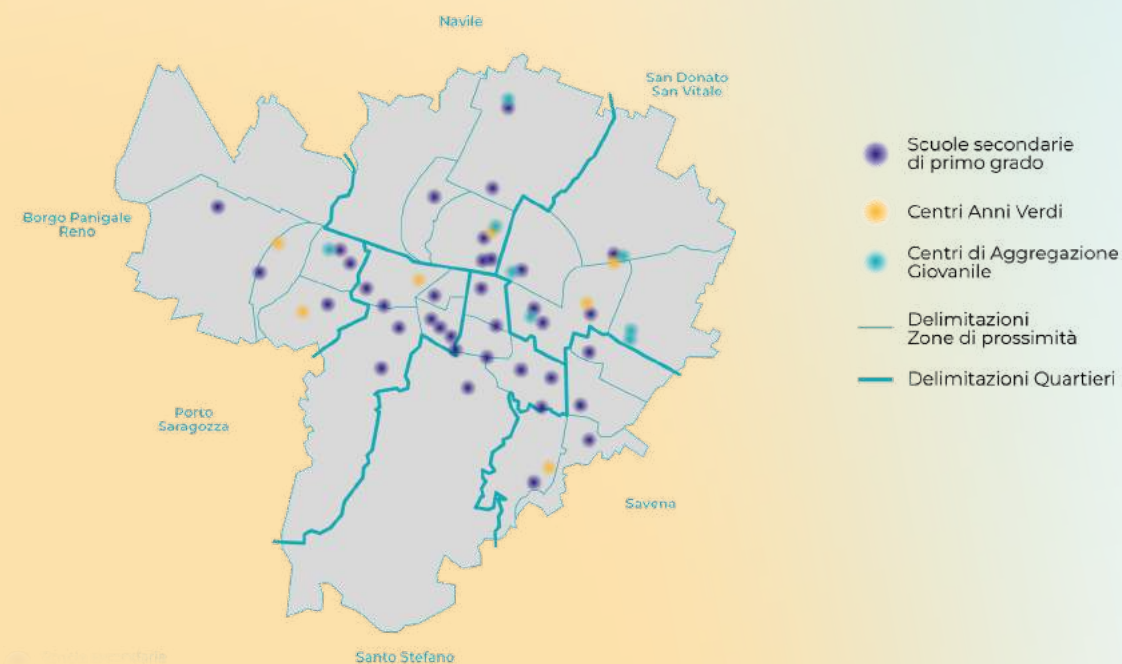 Navile
San Donato
San Vitale
Borgo Panigale
Reno
Porto
Saragozza
Savena
Santo Stefano
Scuole secondarie
di primo grado
Centri Anni Verdi
Centri di Aggregazione
Giovanile
Delimitazioni
Zone di prossimità
Delimitazioni Quartieri